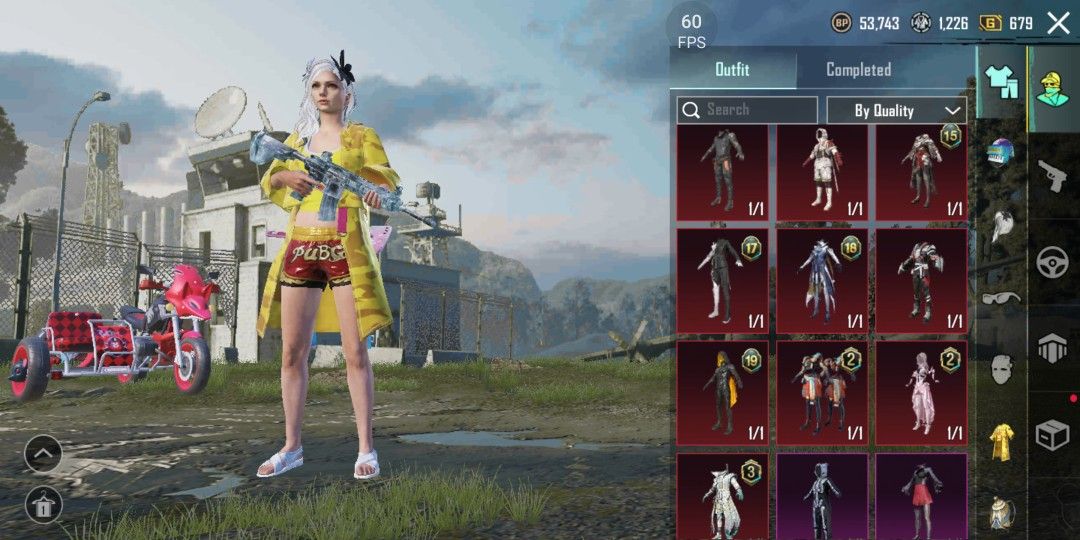 60
FPS
BP 53,743 1,226 G 679
Outfit Completed
Search By Quality
15
1/1 1/1 1/1
17 18
1/1 1/1 1/1
19 2 2
1/1 1/1 1/1
3
PUBG